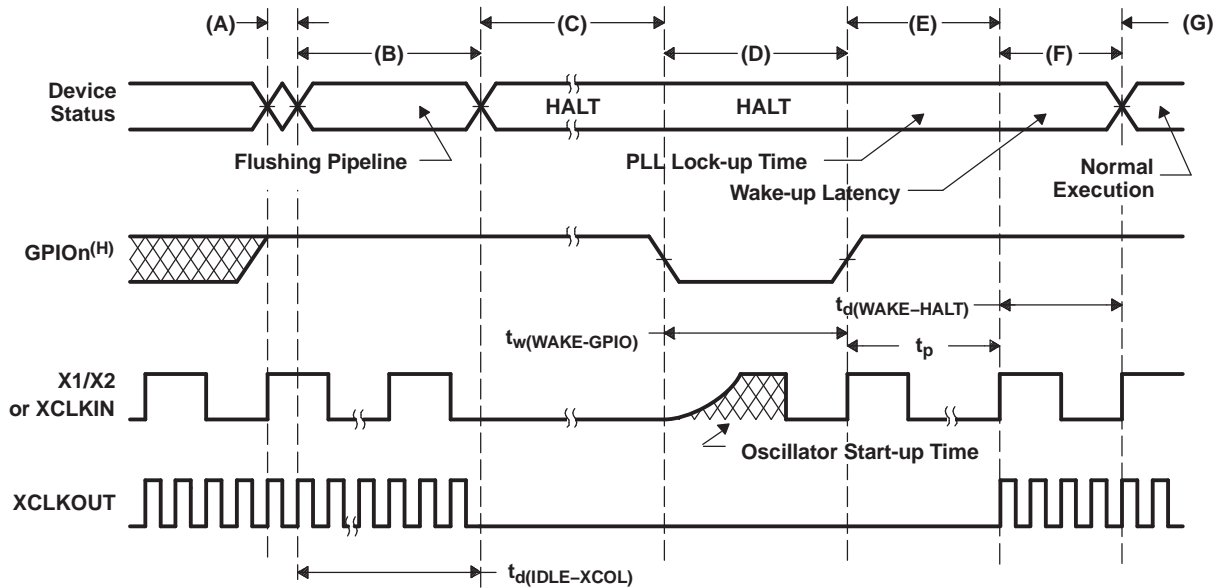 (A)
(B)
(C)
(D)
(E)
(F)
(G)
Device
Status
HALT
HALT
Flushing Pipeline
PLL Lock-up Time
Wake-up Latency
Normal
Execution
GPIOn(H)
td(WAKE–HALT)
tw(WAKE-GPIO)
tp
X1/X2
or XCLKIN
Oscillator Start-up Time
XCLKOUT
td(IDLE–XCOL)